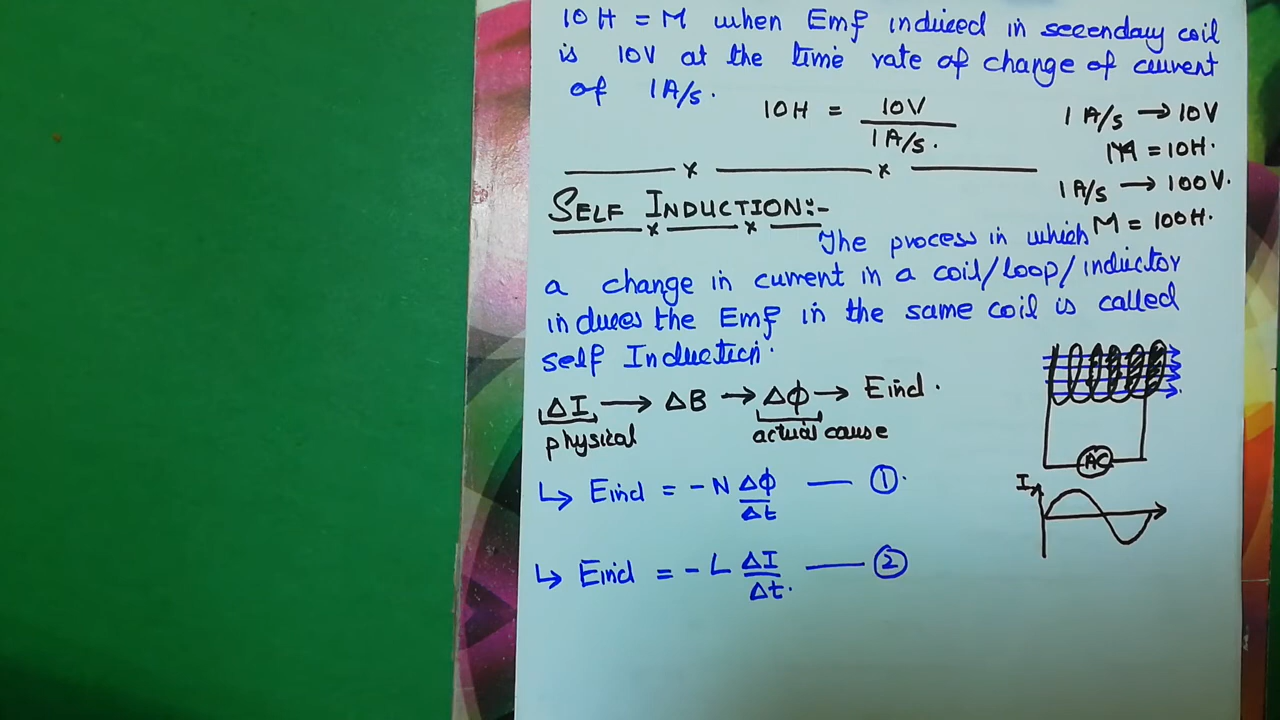 10 H = M when Emf induced in secondary coil
is 10V at the time rate of change of current
of 1A/s.
10H = 10V / 1A/s.
1 A/s → 10V
M = 10H.
1 A/s → 100V.
M = 100H.
SELF INDUCTION:-
The process in which
a change in current in a coil/loop/inductor
induces the Emf in the same coil is called
self Induction.
ΔI → ΔB → Δϕ → Eind.
physical actual cause
AC
I
↳ Eind = -N Δϕ/Δt — ①.
↳ Eind = -L ΔI/Δt. — ②